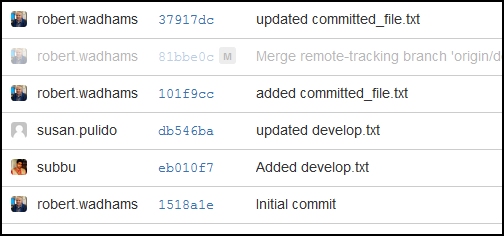 robert.wadhams 37917dc updated committed_file.txt
robert.wadhams 81bbe0c M Merge remote-tracking branch 'origin/d
robert.wadhams 101f9cc added committed_file.txt
susan.pulido db546ba updated develop.txt
subbu eb010f7 Added develop.txt
robert.wadhams 1518a1e Initial commit